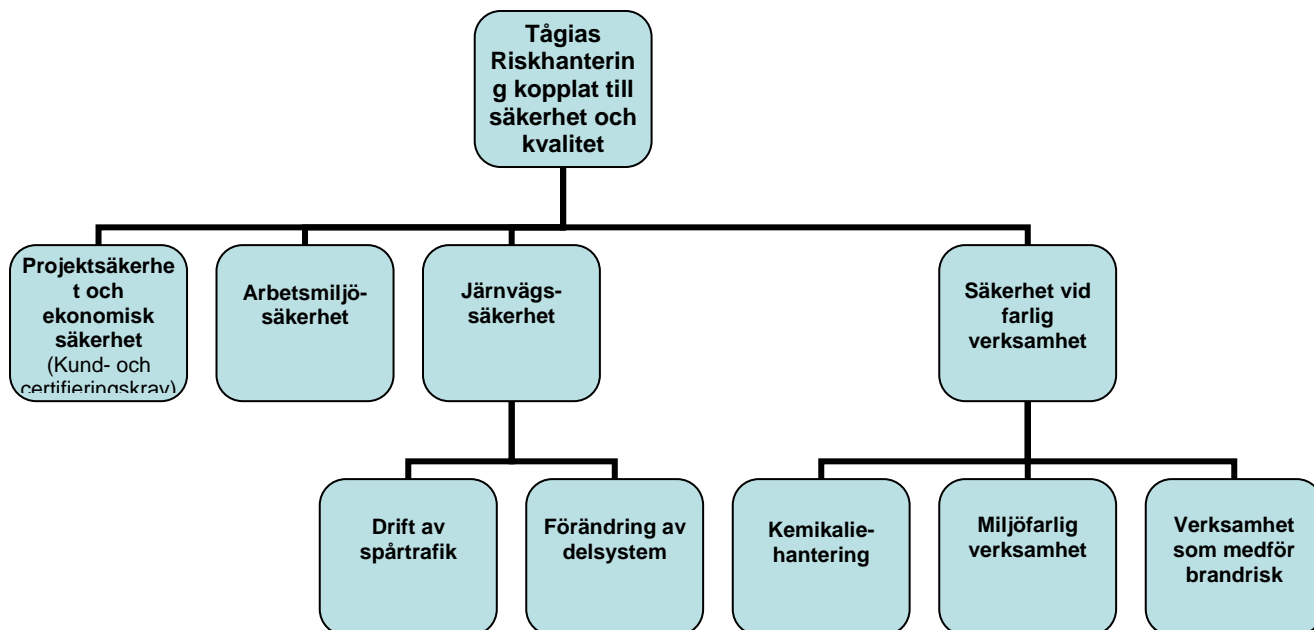 Tågias
Riskhanterin
g kopplat till
säkerhet och
kvalitet
Projektsäkerhe
t och
ekonomisk
säkerhet
(Kund- och
certifieringskrav)
Arbetsmiljö-
säkerhet
Järnvägs-
säkerhet
Säkerhet vid
farlig
verksamhet
Drift av
spårtrafik
Förändring av
delsystem
Kemikalie-
hantering
Miljöfarlig
verksamhet
Verksamhet
som medför
brandrisk